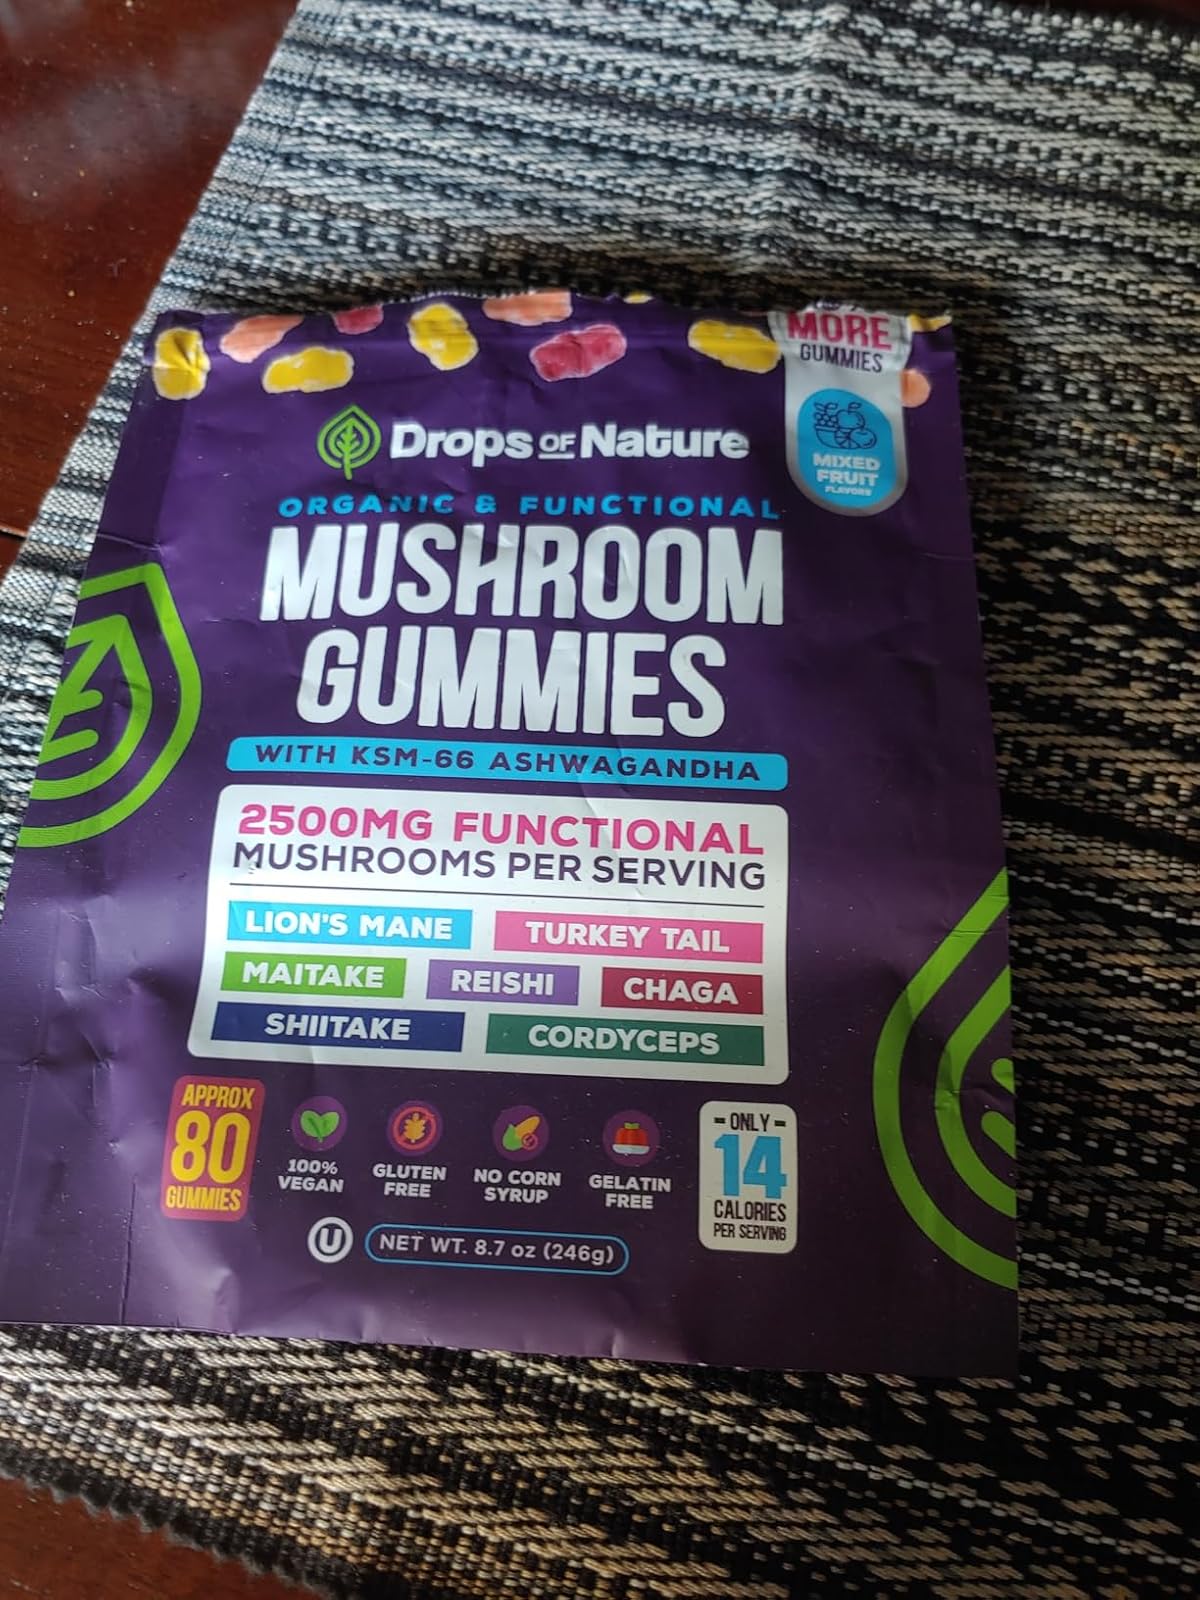 MORE
GUMMIES
MIXED
FRUIT
FLAVORS
Drops OF Nature
ORGANIC & FUNCTIONAL
MUSHROOM
GUMMIES
WITH KSM-66 ASHWAGANDHA
2500MG FUNCTIONAL
MUSHROOMS PER SERVING
LION'S MANE TURKEY TAIL
MAITAKE REISHI CHAGA
SHIITAKE CORDYCEPS
APPROX
80
GUMMIES
100%
VEGAN
GLUTEN
FREE
NO CORN
SYRUP
GELATIN
FREE
- ONLY -
14
CALORIES
PER SERVING
U
NET WT. 8.7 oz (246g)